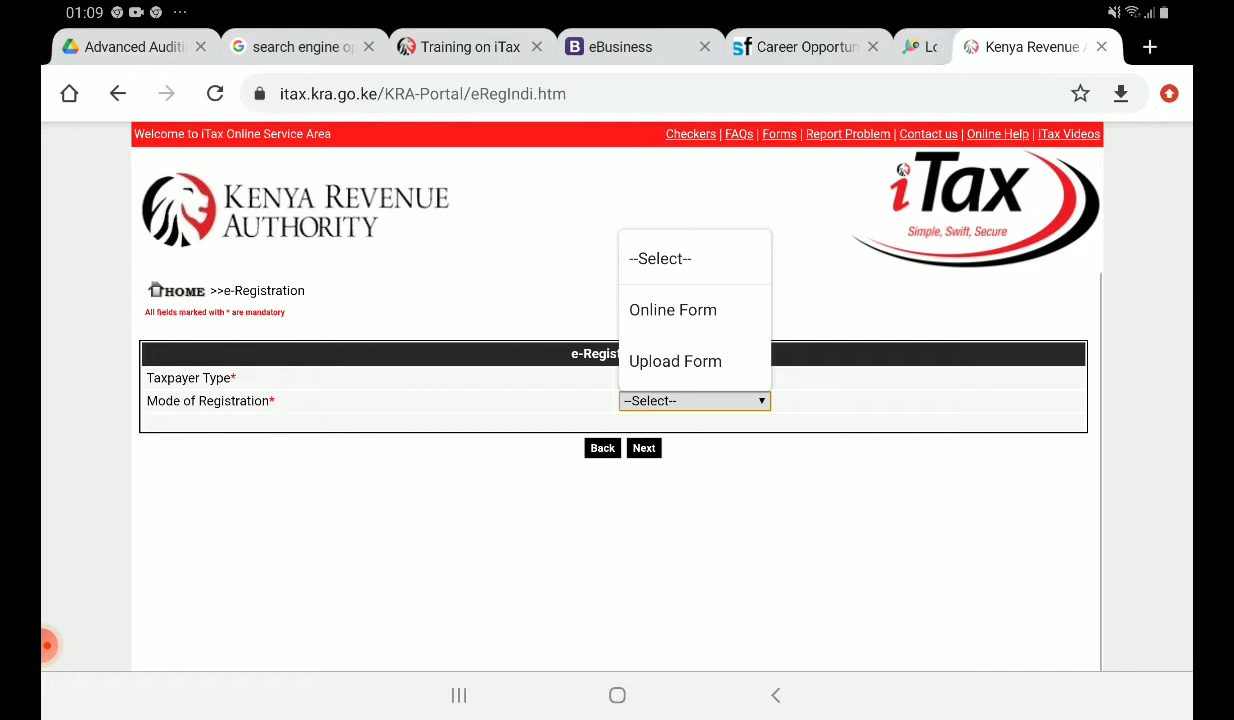 01:09
Advanced Auditi
search engine op
Training on iTax
eBusiness
Career Opportun
Lo
Kenya Revenue A
itax.kra.go.ke/KRA-Portal/eRegIndi.htm
Welcome to iTax Online Service Area
Checkers | FAQs | Forms | Report Problem | Contact us | Online Help | iTax Videos
KENYA REVENUE
AUTHORITY
iTax
Simple, Swift, Secure
--Select--
HOME >>e-Registration
Online Form
All fields marked with * are mandatory
e-Regis
Upload Form
Taxpayer Type*
Mode of Registration*
--Select--
Back Next